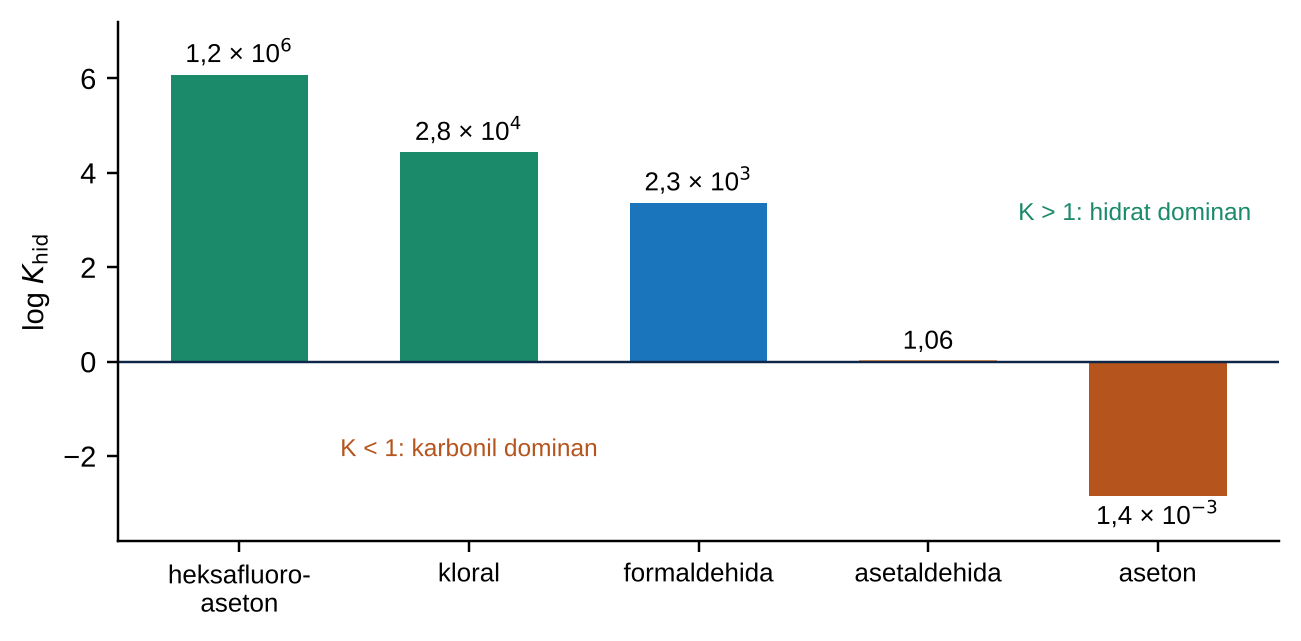 1,2 × 10⁶
2,8 × 10⁴
2,3 × 10³
1,06
1,4 × 10⁻³
K > 1: hidrat dominan
K < 1: karbonil dominan
log K_hid
6
4
2
0
−2
heksafluoro-
aseton
kloral
formaldehida
asetaldehida
aseton